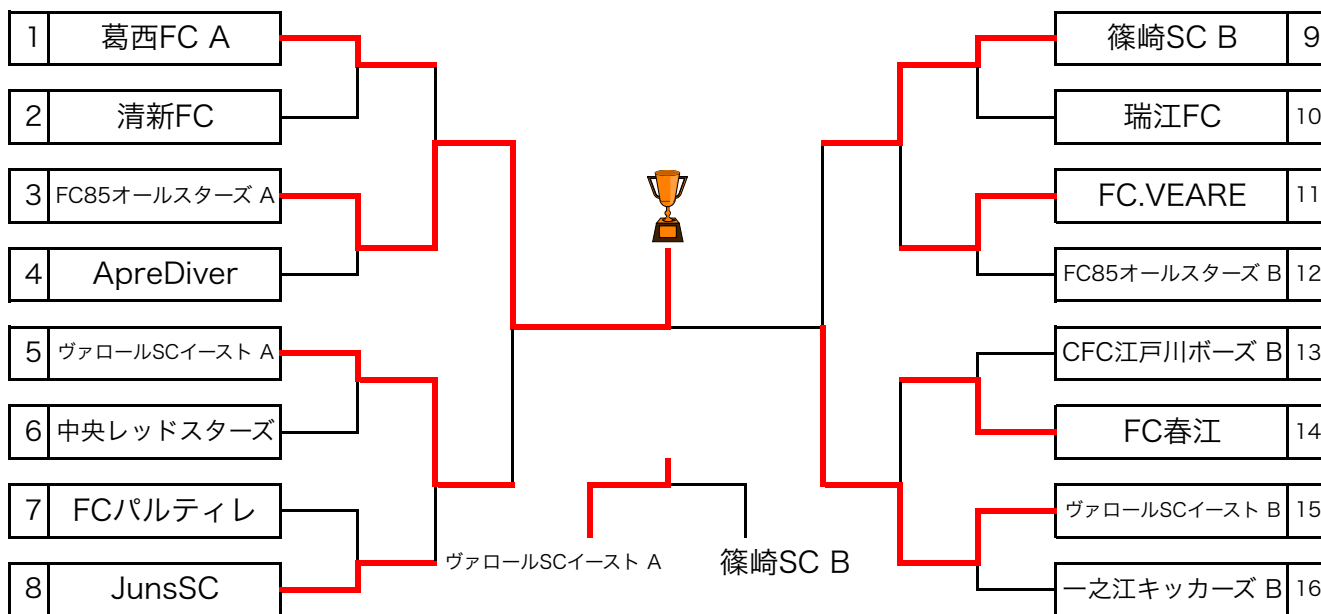 1 葛西FC A
2 清新FC
3 FC85オールスターズ A
4 ApreDiver
5 ヴァロールSCイースト A
6 中央レッドスターズ
7 FCパルティレ
8 JunsSC
ヴァロールSCイースト A
篠崎SC B
篠崎SC B 9
瑞江FC 10
FC.VEARE 11
FC85オールスターズ B 12
CFC江戸川ボーズ B 13
FC春江 14
ヴァロールSCイースト B 15
一之江キッカーズ B 16